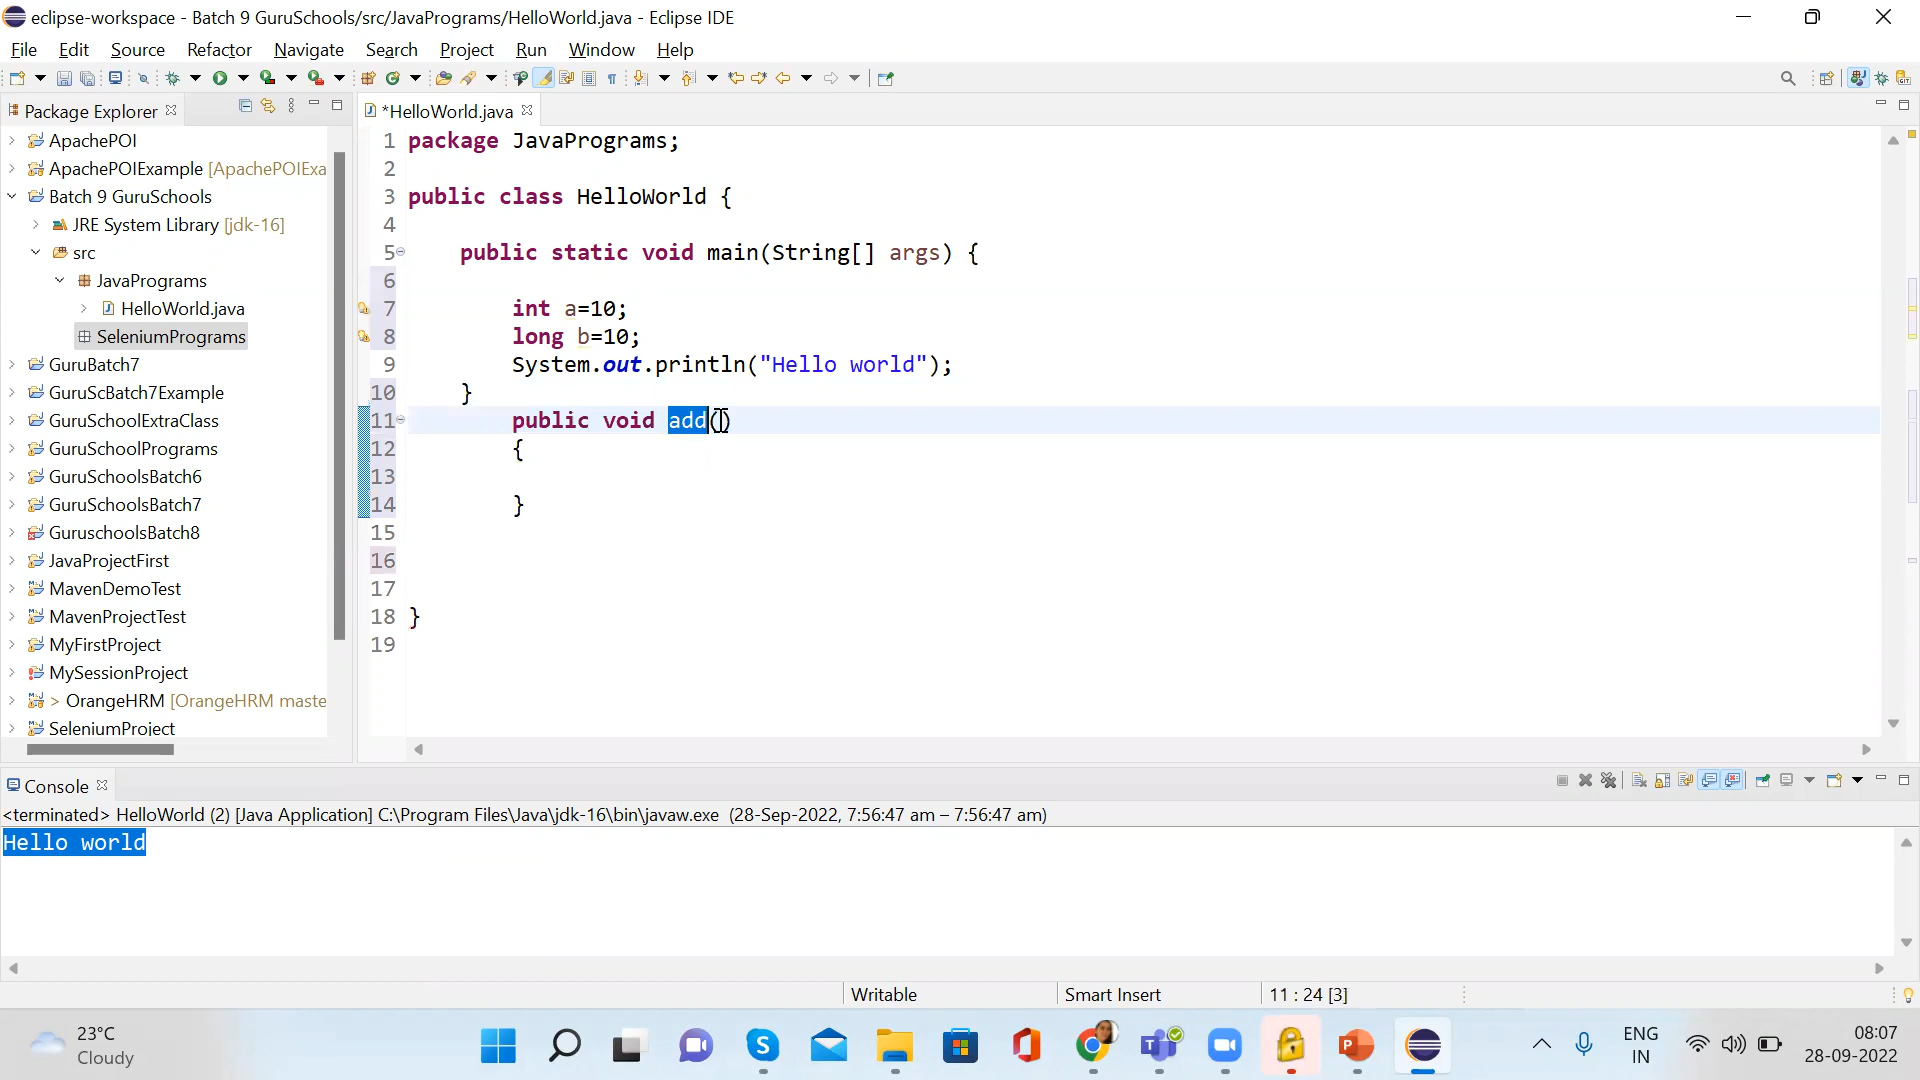 eclipse-workspace - Batch 9 GuruSchools/src/JavaPrograms/HelloWorld.java - Eclipse IDE
File Edit Source Refactor Navigate Search Project Run Window Help
Package Explorer
ApachePOI
ApachePOIExample [ApachePOIExa
Batch 9 GuruSchools
JRE System Library [jdk-16]
src
JavaPrograms
HelloWorld.java
SeleniumPrograms
GuruBatch7
GuruScBatch7Example
GuruSchoolExtraClass
GuruSchoolPrograms
GuruSchoolsBatch6
GuruSchoolsBatch7
GuruschoolsBatch8
JavaProjectFirst
MavenDemoTest
MavenProjectTest
MyFirstProject
MySessionProject
> OrangeHRM [OrangeHRM maste
SeleniumProject
*HelloWorld.java
1 package JavaPrograms;
2
3 public class HelloWorld {
4
5 public static void main(String[] args) {
6
7 int a=10;
8 long b=10;
9 System.out.println("Hello world");
10 }
11 public void add()
12 {
13
14 }
15
16
17
18 }
19
Console
<terminated> HelloWorld (2) [Java Application] C:\Program Files\Java\jdk-16\bin\javaw.exe (28-Sep-2022, 7:56:47 am – 7:56:47 am)
Hello world
Writable Smart Insert 11 : 24 [3]
23°C
Cloudy
ENG
IN
08:07
28-09-2022